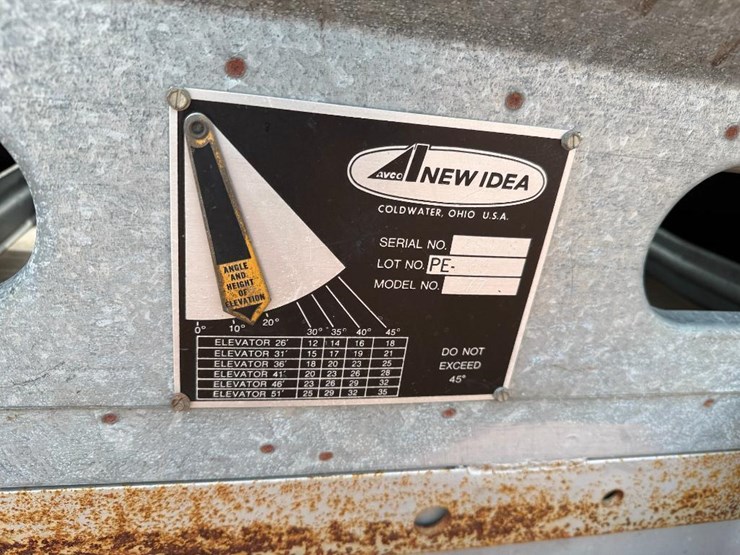 AVCO NEW IDEA
COLDWATER, OHIO U.S.A.
SERIAL NO.
LOT NO. PE-
MODEL NO.
ANGLE
AND
HEIGHT
OF
ELEVATION
0° 10° 20° 30° 35° 40° 45°
ELEVATOR 26' 12 14 16 18
ELEVATOR 31' 15 17 19 21
ELEVATOR 36' 18 20 23 25
ELEVATOR 41' 20 23 26 28
ELEVATOR 46' 23 26 29 32
ELEVATOR 51' 25 29 32 35
DO NOT
EXCEED
45°